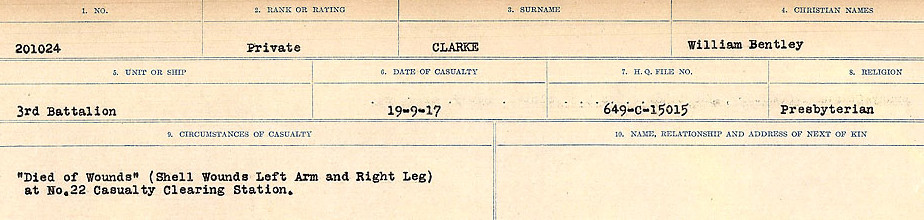 1. NO.
2. RANK OR RATING
3. SURNAME
4. CHRISTIAN NAMES
201024
Private
CLARKE
William Bentley
5. UNIT OR SHIP
6. DATE OF CASUALTY
7. H. Q. FILE NO.
8. RELIGION
3rd Battalion
19-9-17
649-C-15015
Presbyterian
9. CIRCUMSTANCES OF CASUALTY
10. NAME, RELATIONSHIP AND ADDRESS OF NEXT OF KIN
"Died of Wounds" (Shell Wounds Left Arm and Right Leg)
at No.22 Casualty Clearing Station.